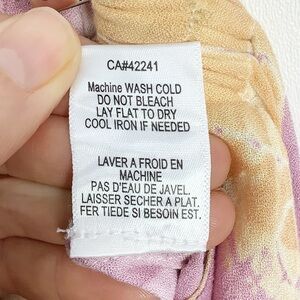 CA#42241
Machine WASH COLD
DO NOT BLEACH
LAY FLAT TO DRY
COOL IRON IF NEEDED
LAVER A FROID EN
MACHINE
PAS D'EAU DE JAVEL.
LAISSER SECHER A PLAT.
FER TIEDE SI BESOIN EST.